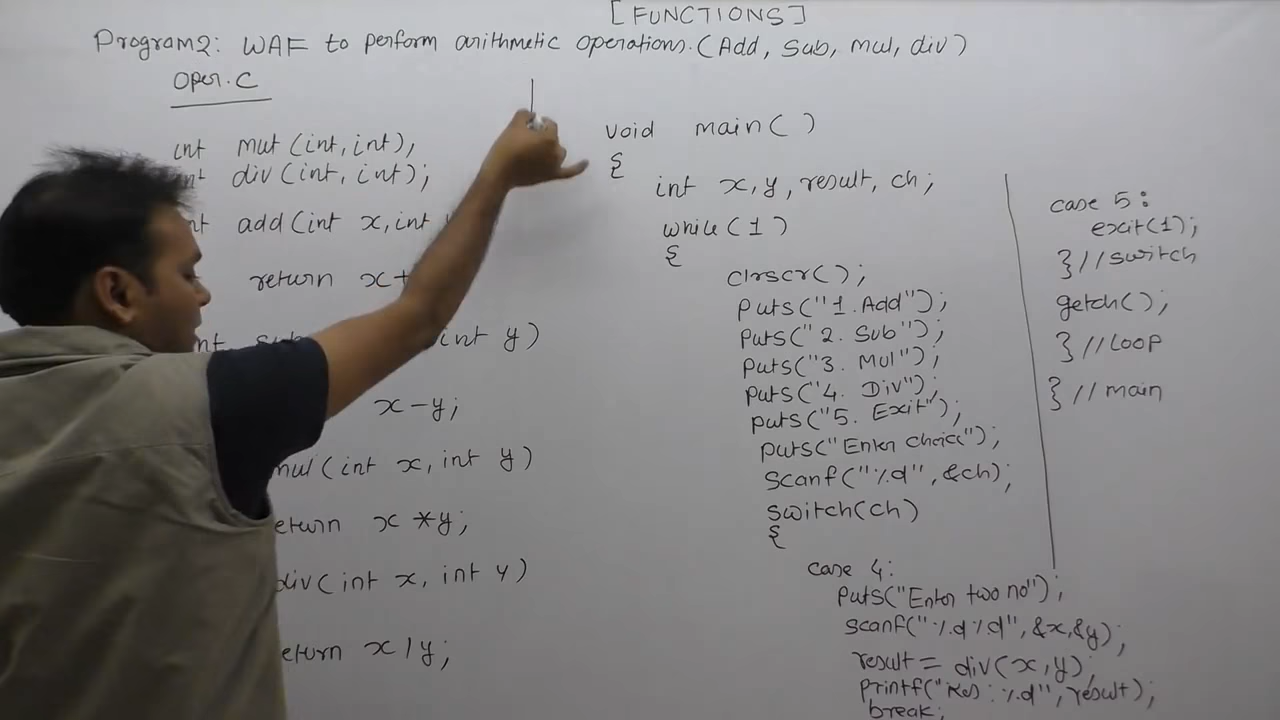 [FUNCTIONS]
Program2: WAF to perform arithmetic operations. (Add, Sub, Mul, div)
Oper.C
int mul (int, int);
int div (int, int);
int add (int x, int
return x+
int y)
x-y;
mul (int x, int y)
return x *y;
div (int x, int y)
return x/y;
void main( )
{
int x, y, result, ch;
while(1)
{
clrscr();
puts("1. Add");
puts("2. Sub");
puts("3. Mul");
puts("4. Div");
puts("5. Exit");
puts("Enter choice");
scanf("%d", &ch);
switch(ch)
{
case 4:
puts("Enter two no");
scanf("%d%d", &x,&y);
result = div(x,y);
printf("Res: %d", result);
break;
case 5:
exit(1);
}//switch
getch();
}//loop
}//main